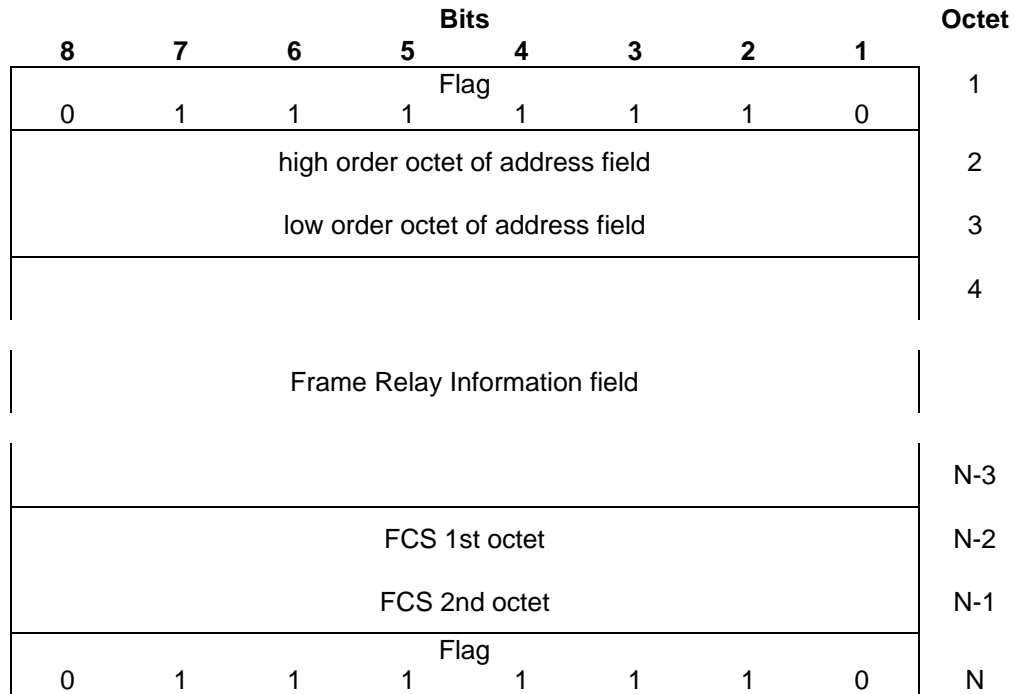 Bits Octet
8 7 6 5 4 3 2 1
Flag 1
0 1 1 1 1 1 1 0
high order octet of address field 2
low order octet of address field 3
4
Frame Relay Information field
N-3
FCS 1st octet N-2
FCS 2nd octet N-1
Flag
0 1 1 1 1 1 1 0 N